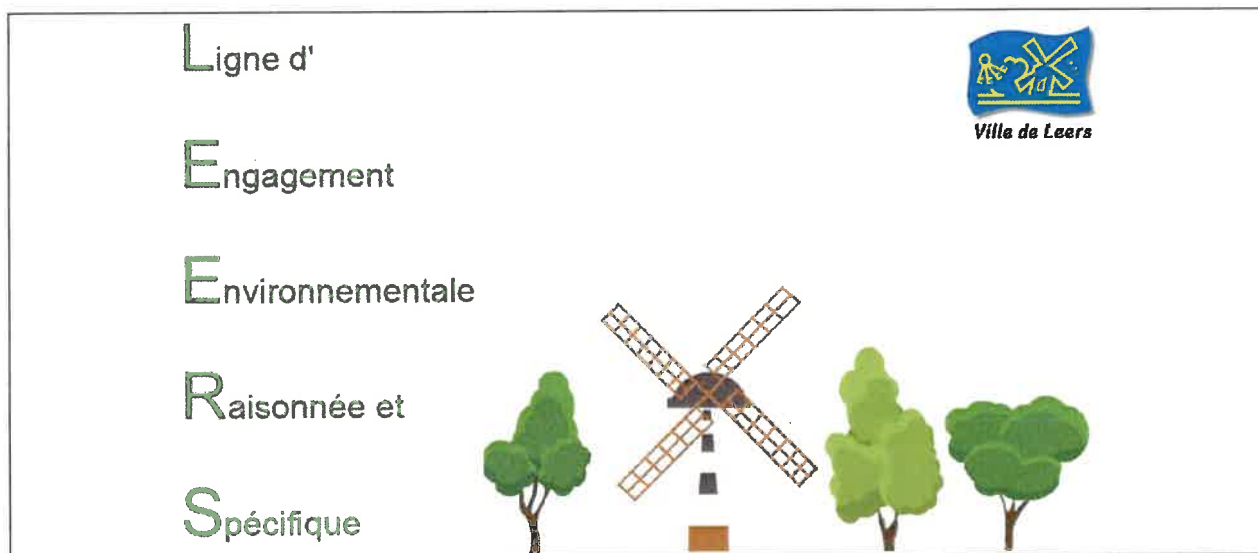 Ligne d'
Ville de Leers
Engagement
Environnementale
Raisonnée et
Spécifique